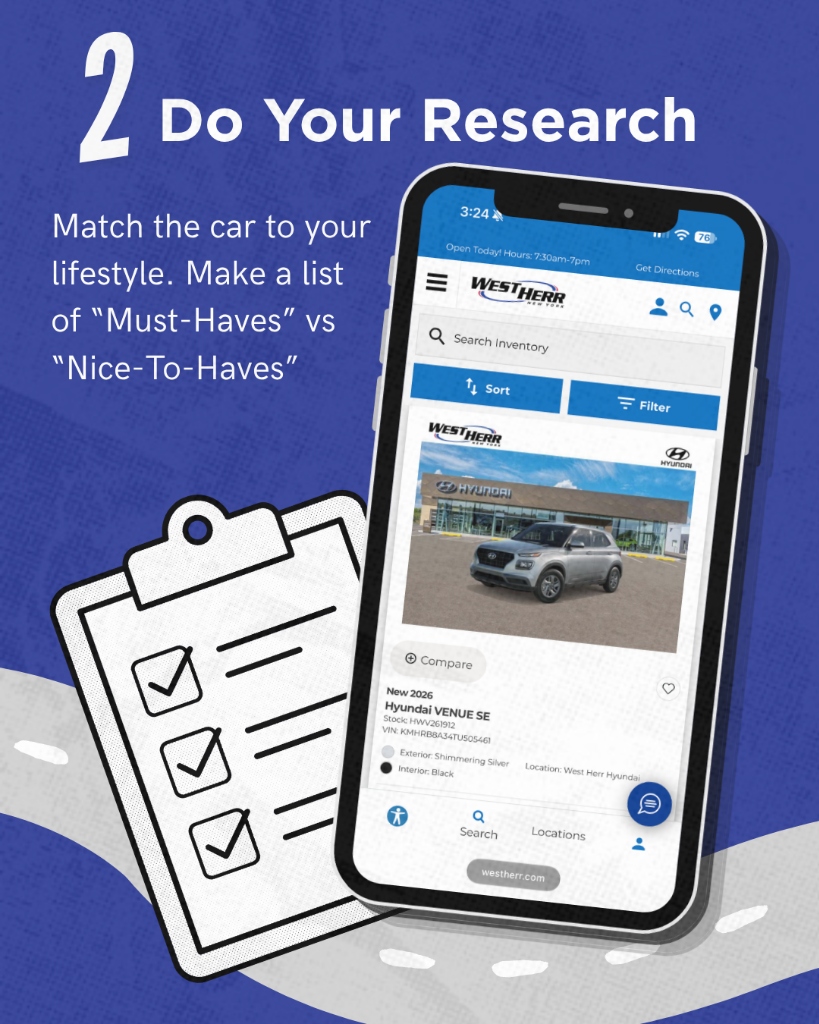 2 Do Your Research
Match the car to your
lifestyle. Make a list
of “Must-Haves” vs
“Nice-To-Haves”
3:24
76
Open Today! Hours: 7:30am-7pm
Get Directions
WEST HERR
NEW YORK
Search Inventory
Sort
Filter
WEST HERR
NEW YORK
HYUNDAI
HYUNDAI
Compare
New 2026
Hyundai VENUE SE
Stock: HWV261912
VIN: KMHRB8A34TU505461
Exterior: Shimmering Silver
Location: West Herr Hyundai
Interior: Black
Search
Locations
westherr.com